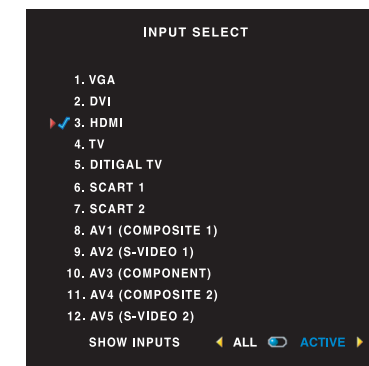 INPUT SELECT
1. VGA
2. DVI
3. HDMI
4. TV
5. DITIGAL TV
6. SCART 1
7. SCART 2
8. AV1 (COMPOSITE 1)
9. AV2 (S-VIDEO 1)
10. AV3 (COMPONENT)
11. AV4 (COMPOSITE 2)
12. AV5 (S-VIDEO 2)
SHOW INPUTS ALL ACTIVE